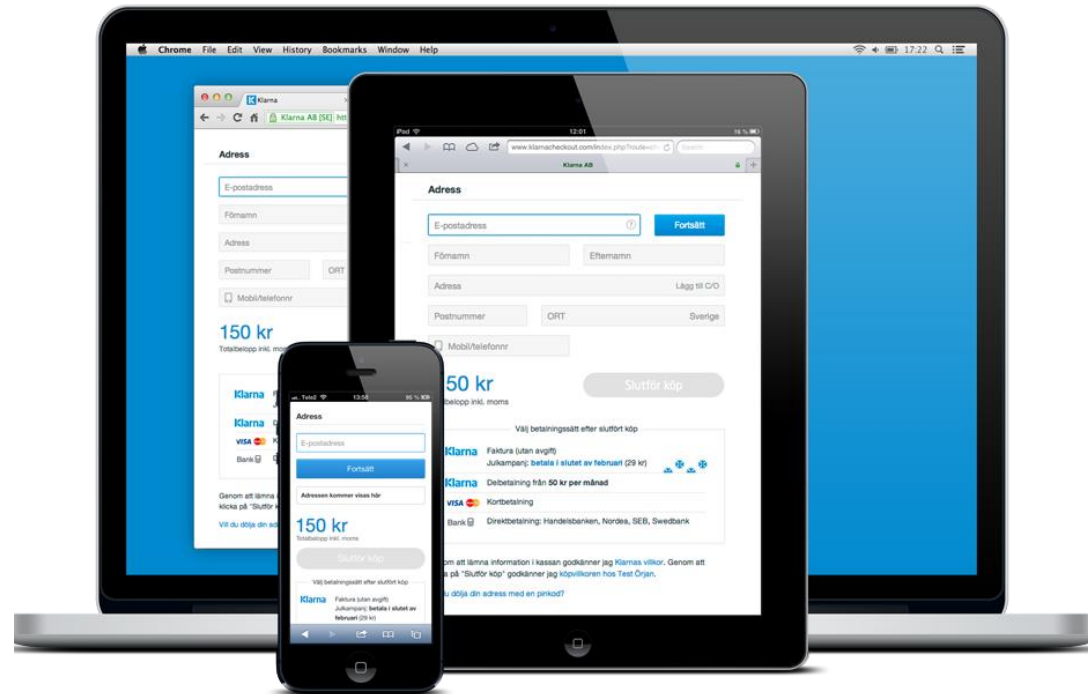 Chrome File Edit View History Bookmarks Window Help
17:22
Klarna
Klarna AB [SE]
Adress
E-postadress
Förnamn
Adress
Postnummer ORT
Mobil/telefonnr
150 kr
Totalbelopp inkl.
Klarna
Klarna
VISA
Bank
Genom att lämna
klicka på "Slutför
Vill du dölja din
iPad 12:01 16 %
www.klarnacheckout.com/index.php?route=
Search
Klarna AB
Adress
E-postadress ? Fortsätt
Förnamn Efternamn
Adress Lägg till C/O
Postnummer ORT Sverige
Mobil/telefonnr
50 kr Slutför köp
belopp inkl. moms
Välj betalningssätt efter slutfört köp
Klarna Faktura (utan avgift)
Julkampanj: betala i slutet av februari (29 kr)
Klarna Delbetalning från 50 kr per månad
VISA Kortbetalning
Bank Direktbetalning: Handelsbanken, Nordea, SEB, Swedbank
om att lämna information i kassan godkänner jag Klarnas villkor. Genom att
på "Slutför köp" godkänner jag köpvillkoren hos Test Örjan.
du dölja din adress med en pinkod?
Tele2 13:58 95 %
Adress
E-postadress
Fortsätt
Adressen kommer visas här
150 kr
Totalbelopp inkl. moms
Slutför köp
Välj betalningssätt efter slutfört köp
Klarna Faktura (utan avgift)
Julkampanj: betala i slutet av
februari (29 kr)